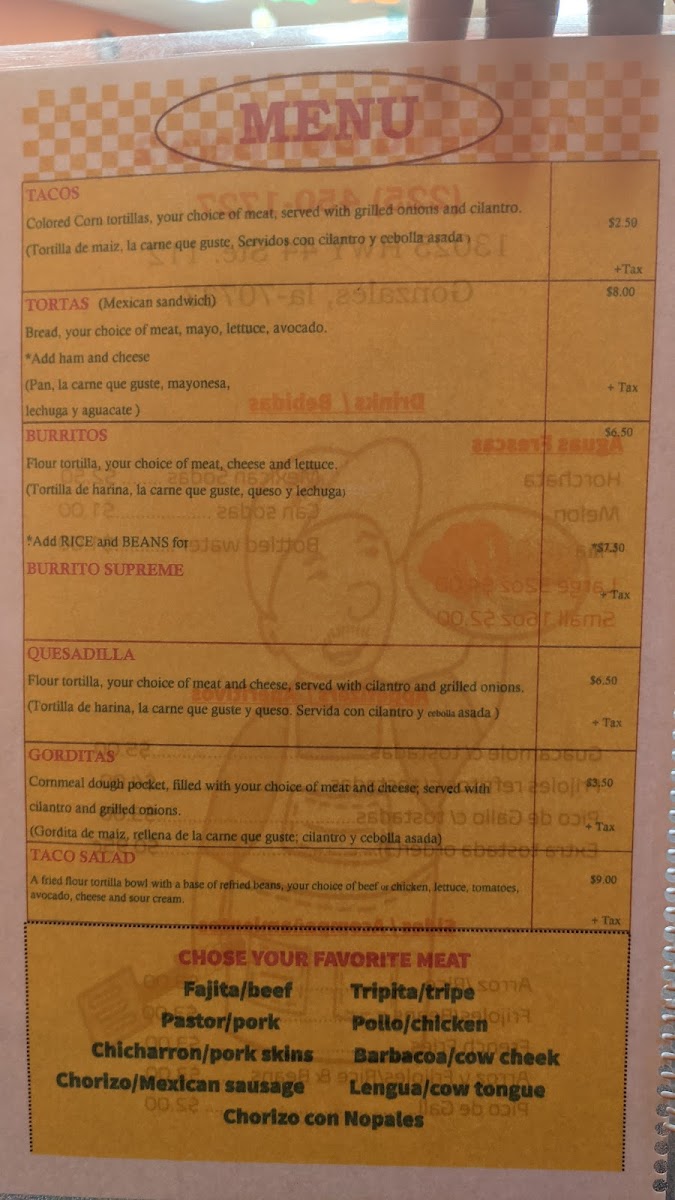 MENU
TACOS
Colored Corn tortillas, your choice of meat, served with grilled onions and cilantro.
$2.50
(Tortilla de maiz, la carne que guste, Servidos con cilantro y cebolla asada )
+Tax
TORTAS (Mexican sandwich)
$8.00
Bread, your choice of meat, mayo, lettuce, avocado.
*Add ham and cheese
(Pan, la carne que guste, mayonesa,
+ Tax
lechuga y aguacate )
BURRITOS
$6.50
Flour tortilla, your choice of meat, cheese and lettuce.
(Tortilla de harina, la carne que guste, queso y lechuga)
*Add RICE and BEANS for
*$7.50
BURRITO SUPREME
+ Tax
QUESADILLA
Flour tortilla, your choice of meat and cheese, served with cilantro and grilled onions.
$6.50
(Tortilla de harina, la carne que guste y queso. Servida con cilantro y cebolla asada )
+ Tax
GORDITAS
Cornmeal dough pocket, filled with your choice of meat and cheese; served with
$3.50
cilantro and grilled onions.
+ Tax
(Gordita de maiz, rellena de la carne que guste; cilantro y cebolla asada)
TACO SALAD
A fried flour tortilla bowl with a base of refried beans, your choice of beef or chicken, lettuce, tomatoes,
$9.00
avocado, cheese and sour cream.
+ Tax
CHOSE YOUR FAVORITE MEAT
Fajita/beef Tripita/tripe
Pastor/pork Pollo/chicken
Chicharron/pork skins Barbacoa/cow cheek
Chorizo/Mexican sausage Lengua/cow tongue
Chorizo con Nopales